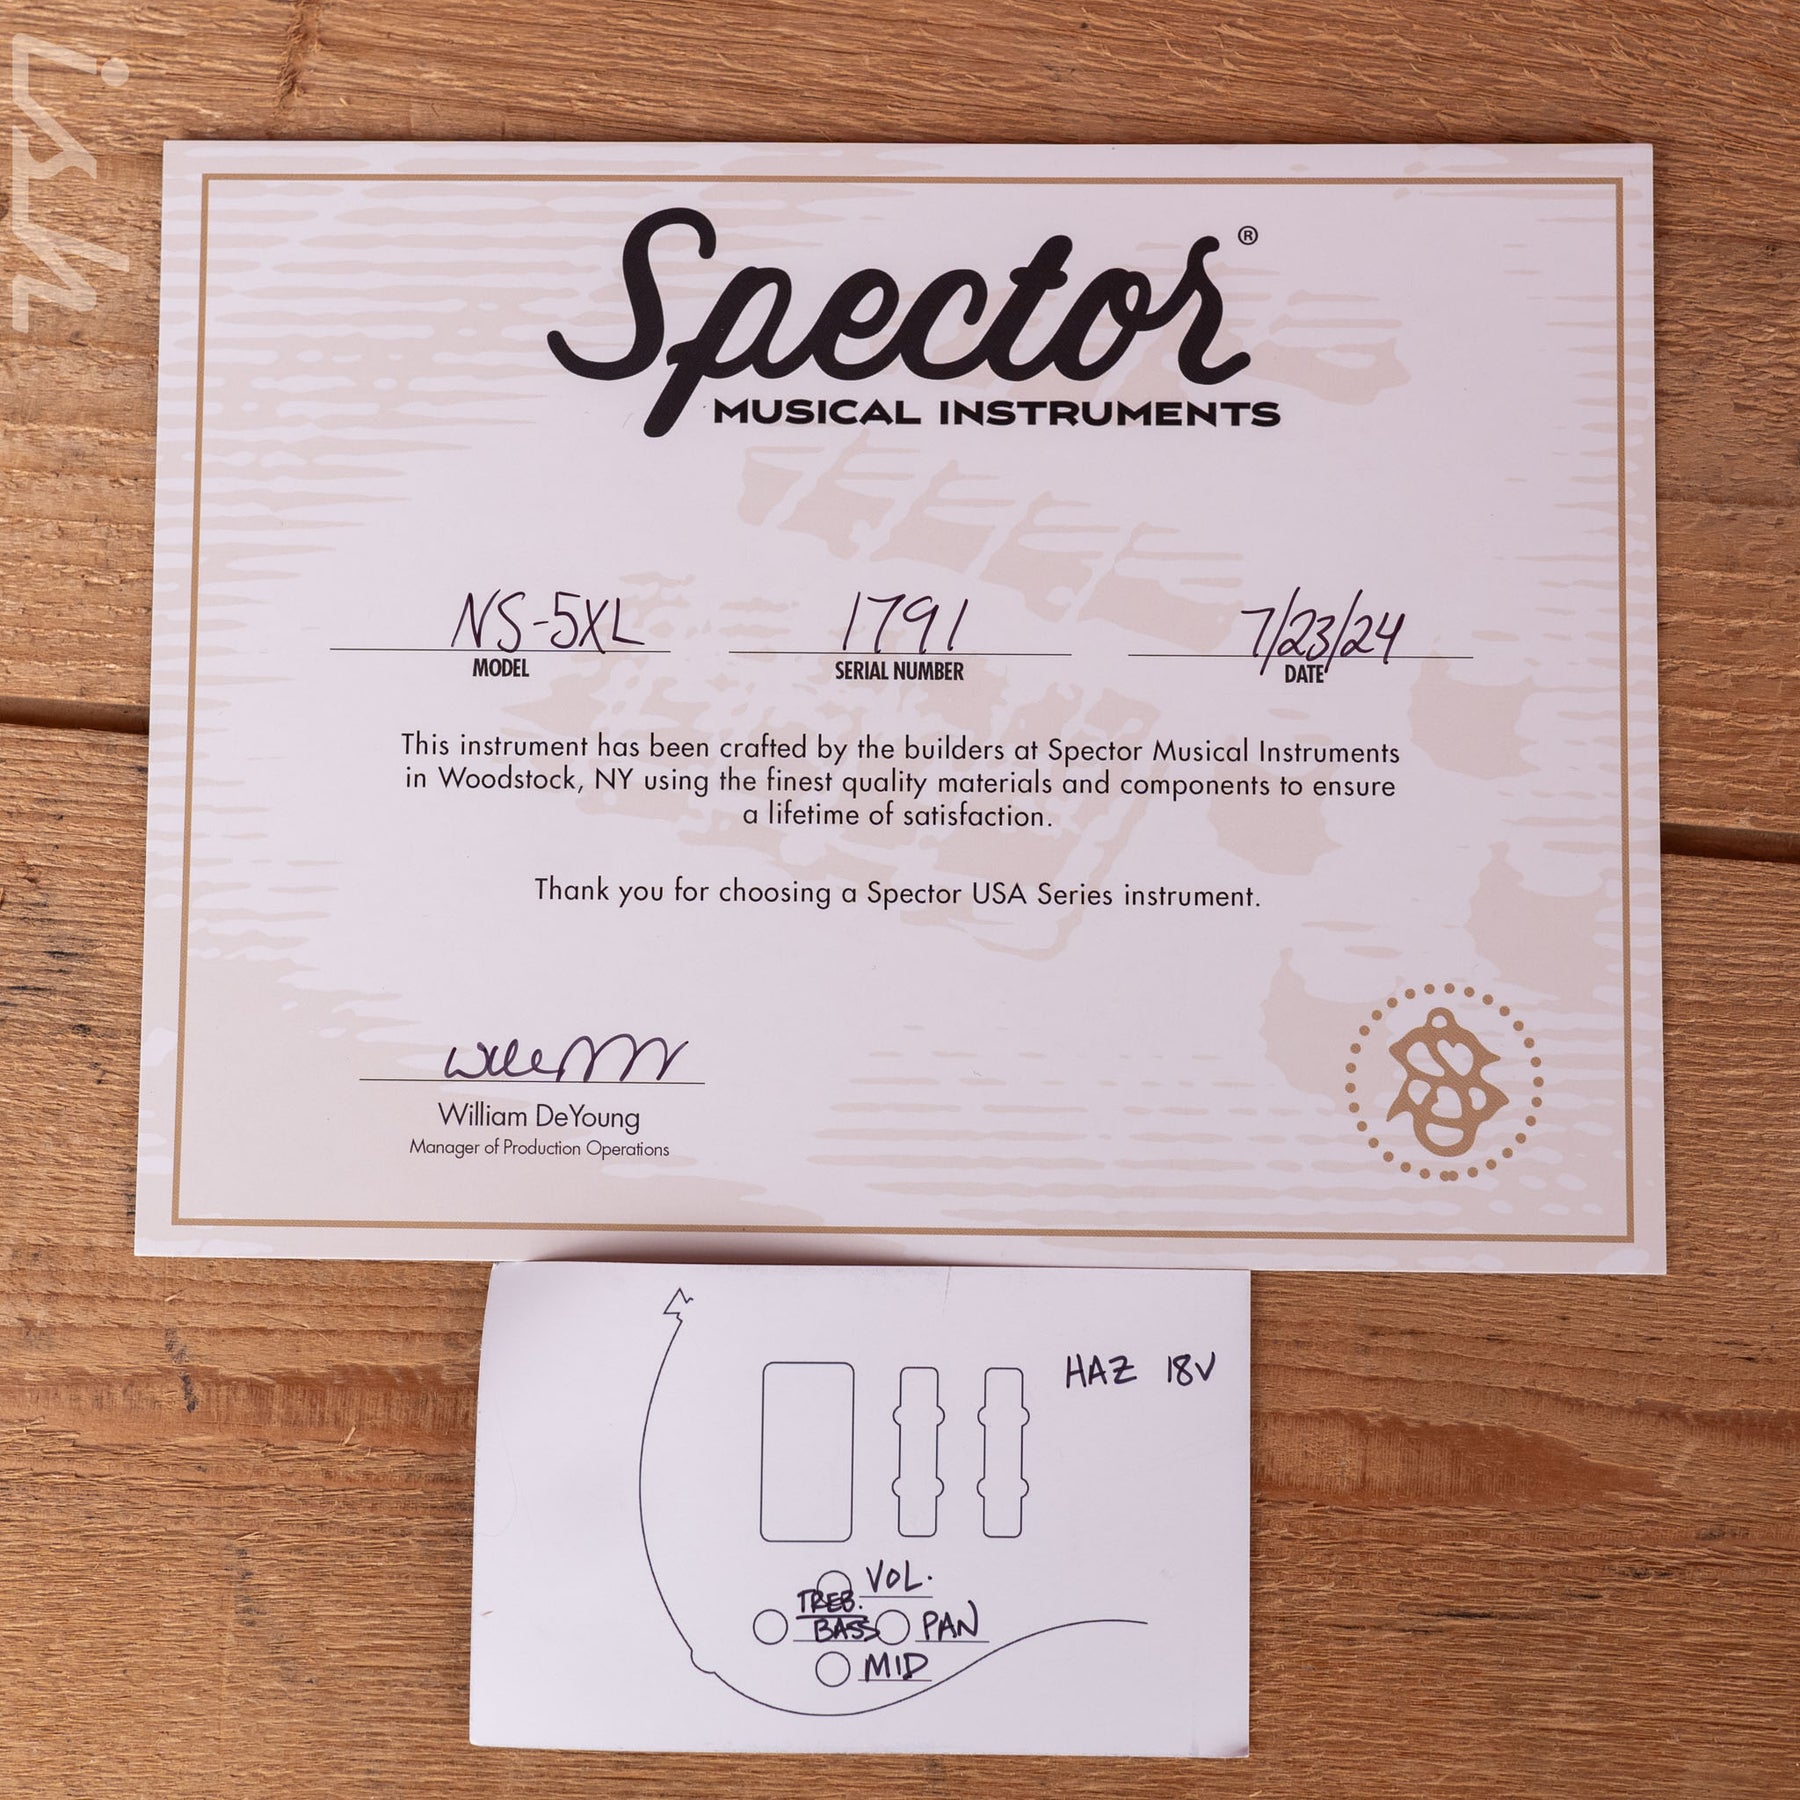 Spector®
MUSICAL INSTRUMENTS
NS-5XL 1791 7/23/24
MODEL SERIAL NUMBER DATE
This instrument has been crafted by the builders at Spector Musical Instruments
in Woodstock, NY using the finest quality materials and components to ensure
a lifetime of satisfaction.
Thank you for choosing a Spector USA Series instrument.
William DeYoung
Manager of Production Operations
HAZ 18V
VOL.
TREB.
BASS PAN
MID